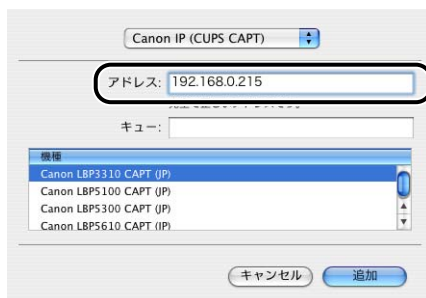 Canon IP (CUPS CAPT)
アドレス: 192.168.0.215
キュー:
機種
Canon LBP3310 CAPT (JP)
Canon LBP5100 CAPT (JP)
Canon LBP5300 CAPT (JP)
Canon LBP5610 CAPT (JP)
キャンセル 追加